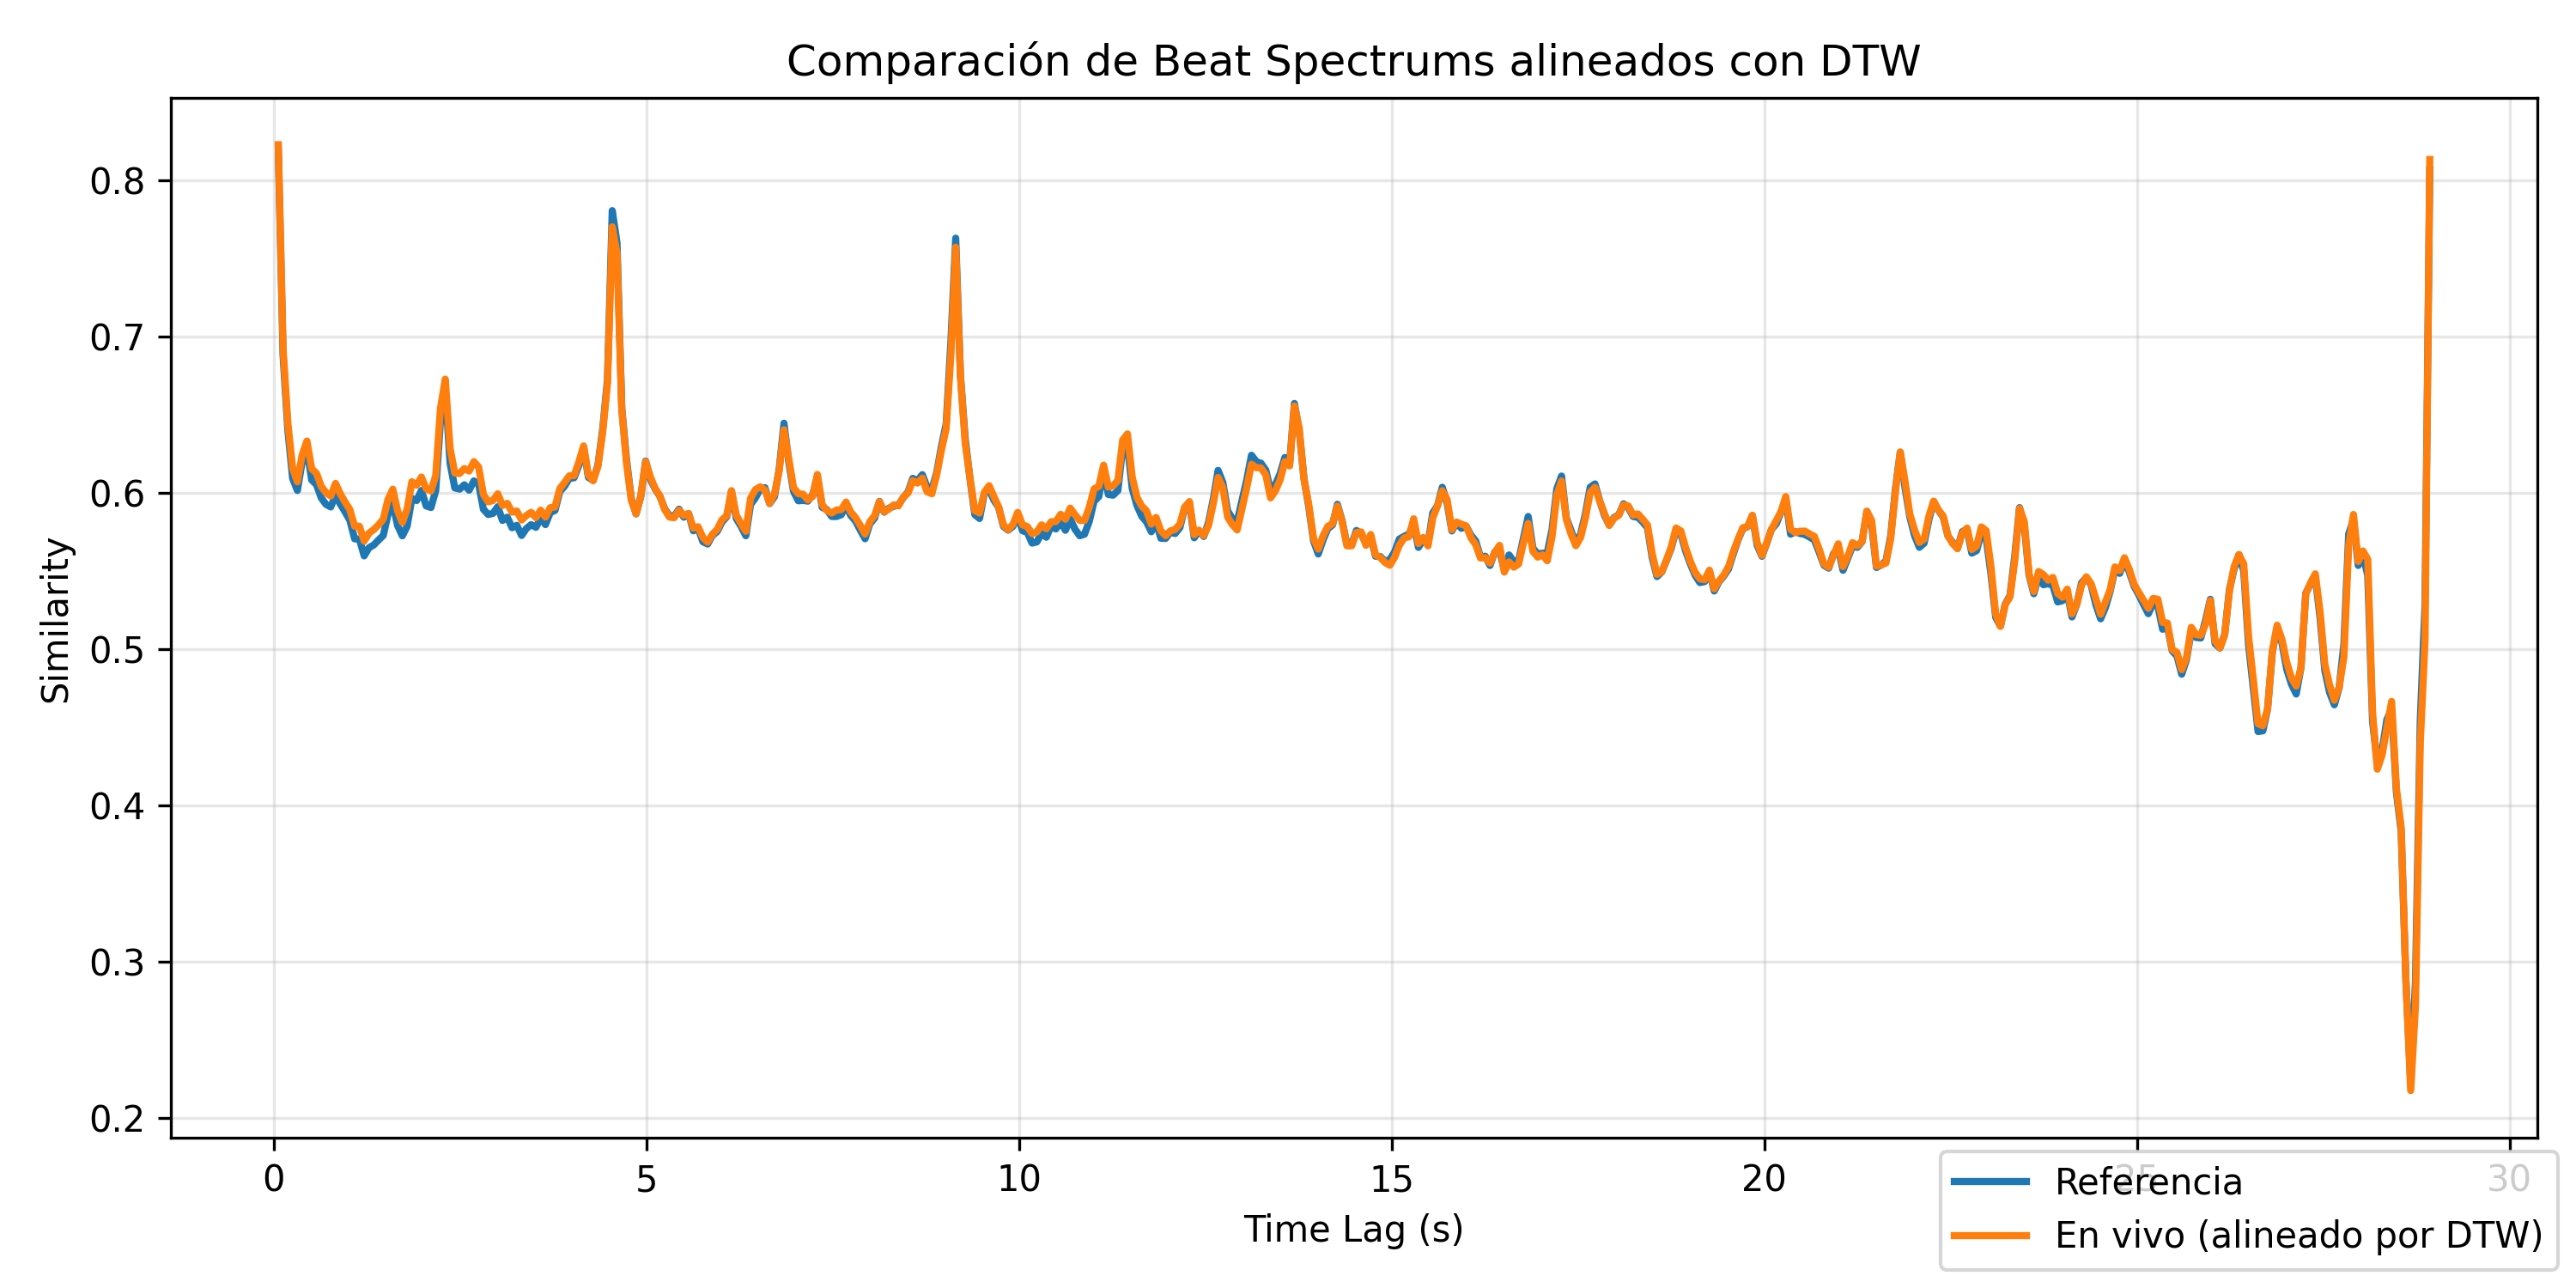 Comparación de Beat Spectrums alineados con DTW
Similarity
0.8
0.7
0.6
0.5
0.4
0.3
0.2
0 5 10 15 20 25 30
Time Lag (s)
Referencia
En vivo (alineado por DTW)